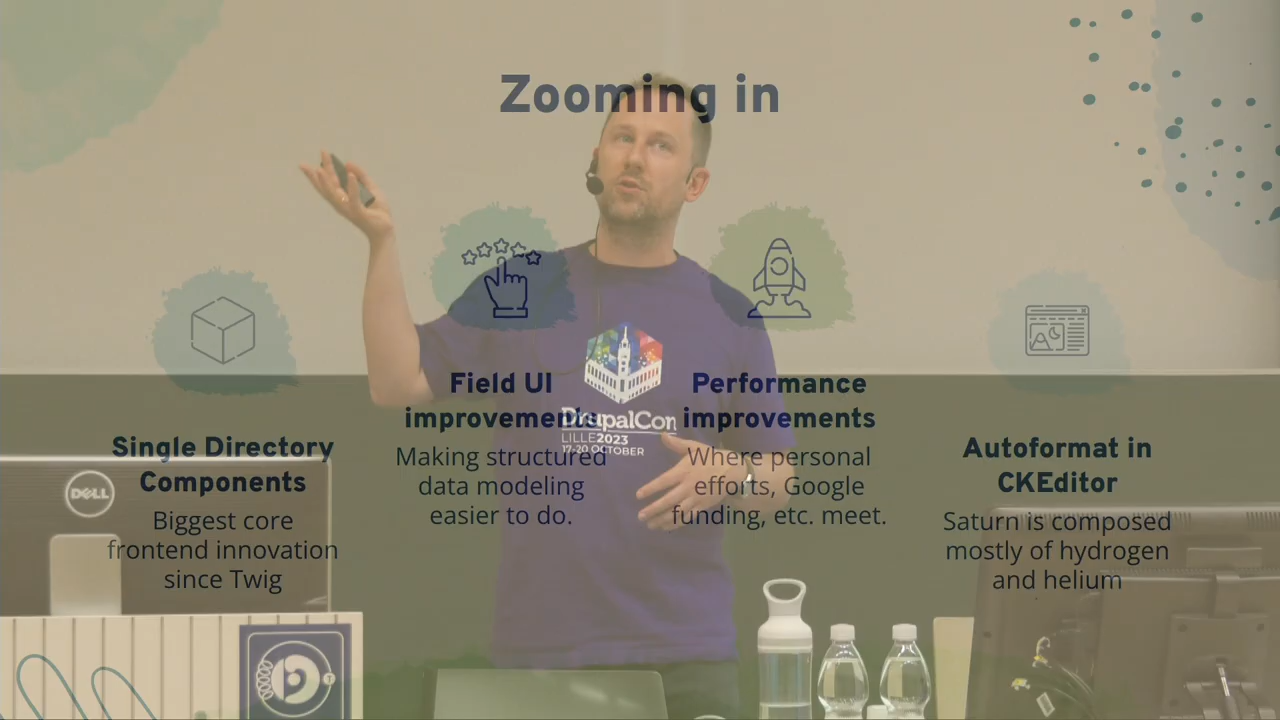 Zooming in
Single Directory
Components
Biggest core
frontend innovation
since Twig
Field UI
improvements
Making structured
data modeling
easier to do.
Performance
improvements
Where personal
efforts, Google
funding, etc. meet.
Autoformat in
CKEditor
Saturn is composed
mostly of hydrogen
and helium
DrupalCon
LILLE2023
17-20 OCTOBER
DELL